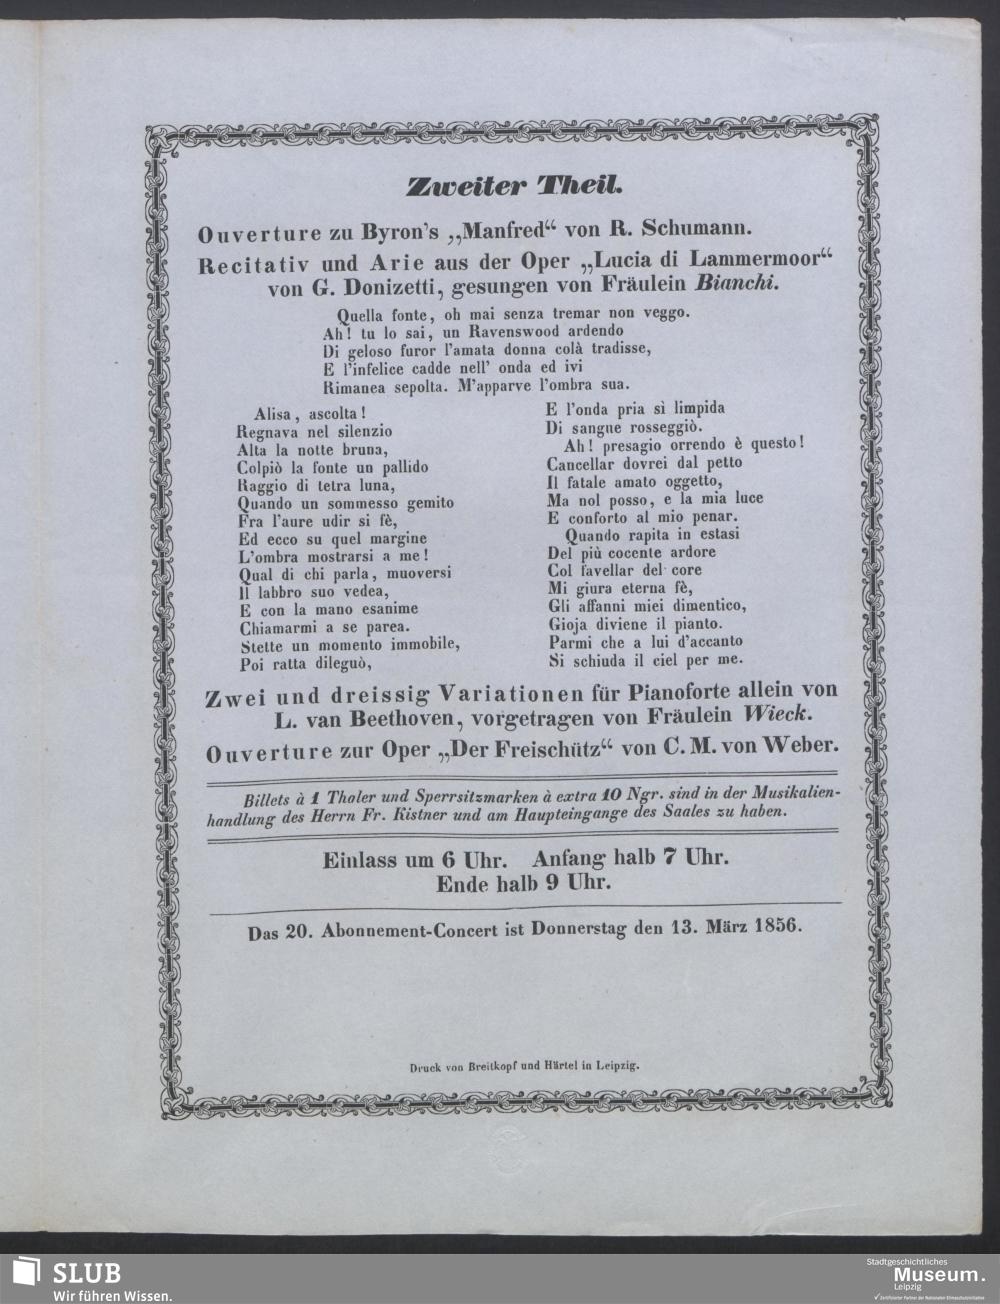 Zweiter Theil.
Ouverture zu Byron's „Manfred“ von R. Schumann.
Recitativ und Arie aus der Oper „Lucia di Lammermoor“
von G. Donizetti, gesungen von Fräulein Bianchi.
Quella fonte, oh mai senza tremar non veggo.
Ah! tu lo sai, un Ravenswood ardendo
Di geloso furor l'amata donna colà tradisse,
E l'infelice cadde nell' onda ed ivi
Rimanea sepolta. M'apparve l'ombra sua.
Alisa, ascolta!
Regnava nel silenzio
Alta la notte bruna,
Colpiò la fonte un pallido
Raggio di tetra luna,
Quando un sommesso gemito
Fra l'aure udir si fè,
Ed ecco su quel margine
L'ombra mostrarsi a me!
Qual di chi parla, muoversi
Il labbro suo vedea,
E con la mano esanime
Chiamarmi a se parea.
Stette un momento immobile,
Poi ratta dileguò,
E l'onda pria sì limpida
Di sangue rosseggiò.
Ah! presagio orrendo è questo!
Cancellar dovrei dal petto
Il fatale amato oggetto,
Ma nol posso, e la mia luce
E conforto al mio penar.
Quando rapita in estasi
Del più cocente ardore
Col favellar del core
Mi giura eterna fè,
Gli affanni miei dimentico,
Gioja diviene il pianto.
Parmi che a lui d'accanto
Si schiuda il ciel per me.
Zwei und dreissig Variationen für Pianoforte allein von
L. van Beethoven, vorgetragen von Fräulein Wieck.
Ouverture zur Oper „Der Freischütz“ von C. M. von Weber.
Billets à 1 Thaler und Sperrsitzmarken à extra 10 Ngr. sind in der Musikalien-
handlung des Herrn Fr. Kistner und am Haupteingange des Saales zu haben.
Einlass um 6 Uhr. Anfang halb 7 Uhr.
Ende halb 9 Uhr.
Das 20. Abonnement-Concert ist Donnerstag den 13. März 1856.
Druck von Breitkopf und Härtel in Leipzig.
SLUB
Wir führen Wissen.
Stadtgeschichtliches
Museum.
Leipzig
Zertifizierter Partner der Nationalen Klimaschutzinitiative